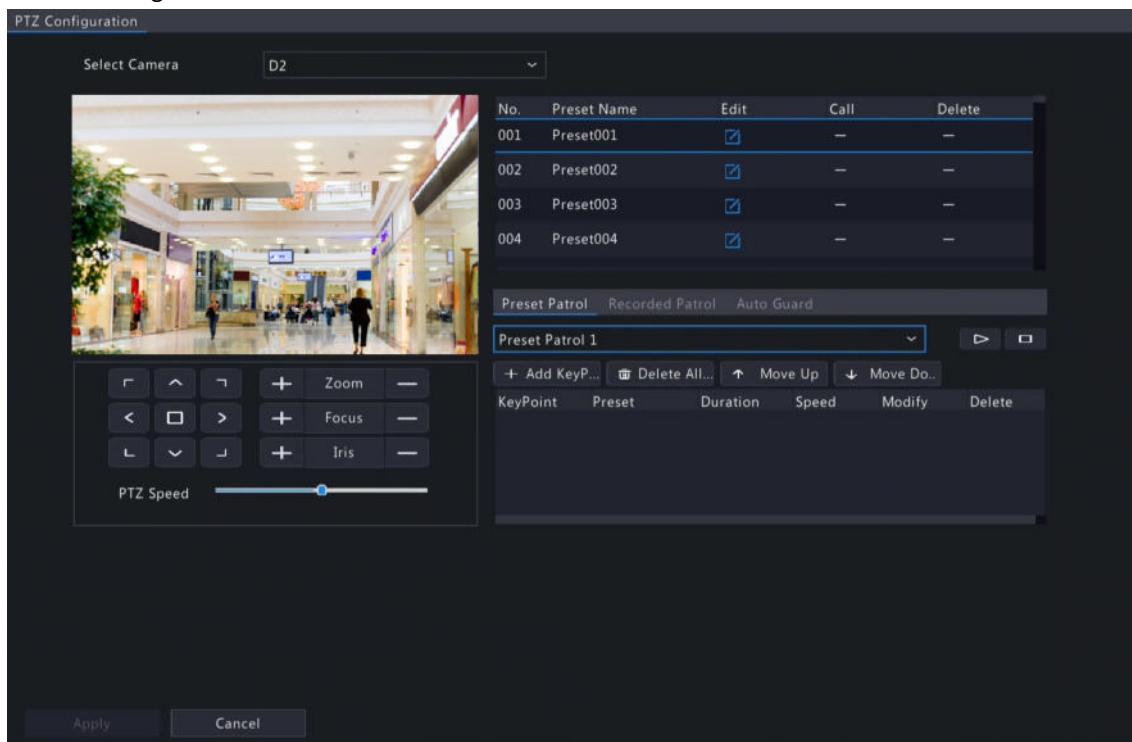 PTZ Configuration
Select Camera D2
No. Preset Name Edit Call Delete
001 Preset001 — —
002 Preset002 — —
003 Preset003 — —
004 Preset004 — —
Preset Patrol Recorded Patrol Auto Guard
Preset Patrol 1
+ Add KeyP... Delete All... Move Up Move Do..
KeyPoint Preset Duration Speed Modify Delete
+ Zoom —
+ Focus —
+ Iris —
PTZ Speed
Apply Cancel